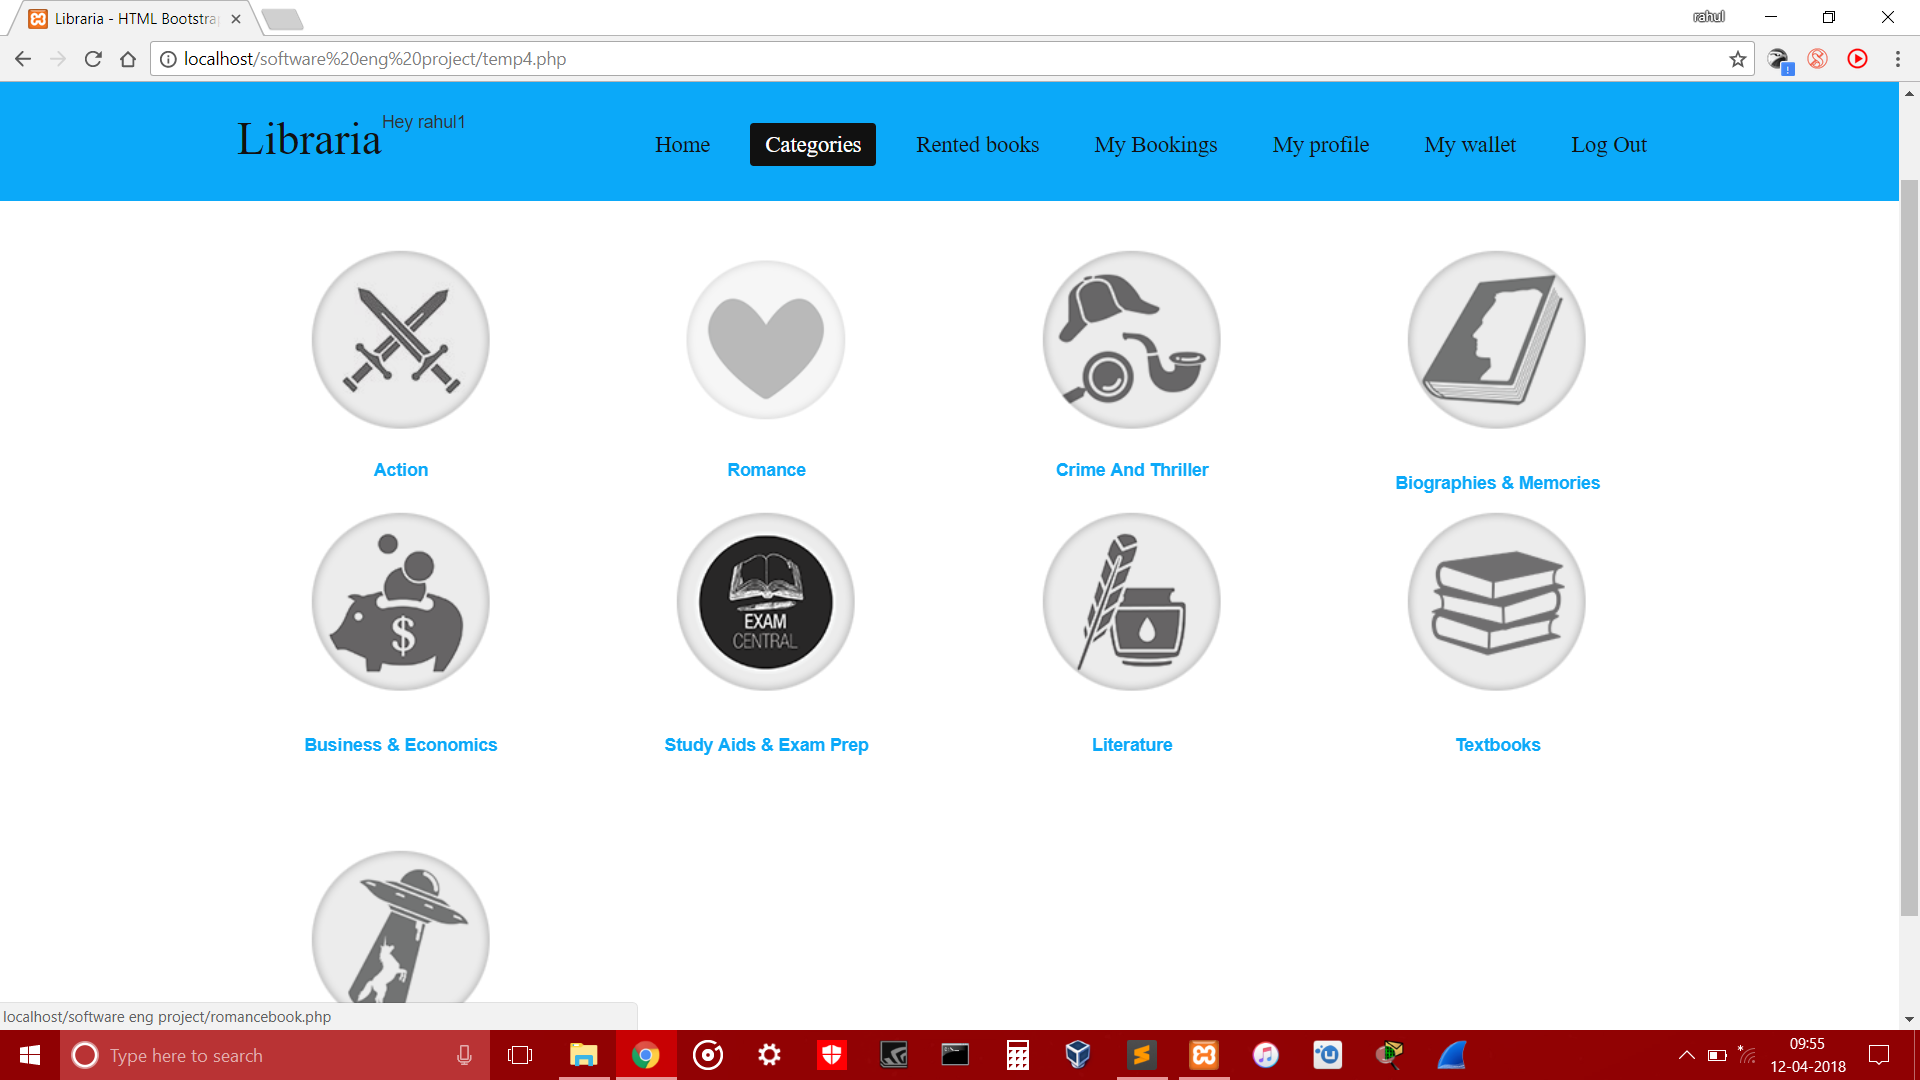 Libraria - HTML Bootstra
rahul
localhost/software%20eng%20project/temp4.php
Libraria
Hey rahul1
Home
Categories
Rented books
My Bookings
My profile
My wallet
Log Out
Action
Romance
Crime And Thriller
Biographies & Memories
$
EXAM
CENTRAL
Business & Economics
Study Aids & Exam Prep
Literature
Textbooks
localhost/software eng project/romancebook.php
Type here to search
09:55
12-04-2018